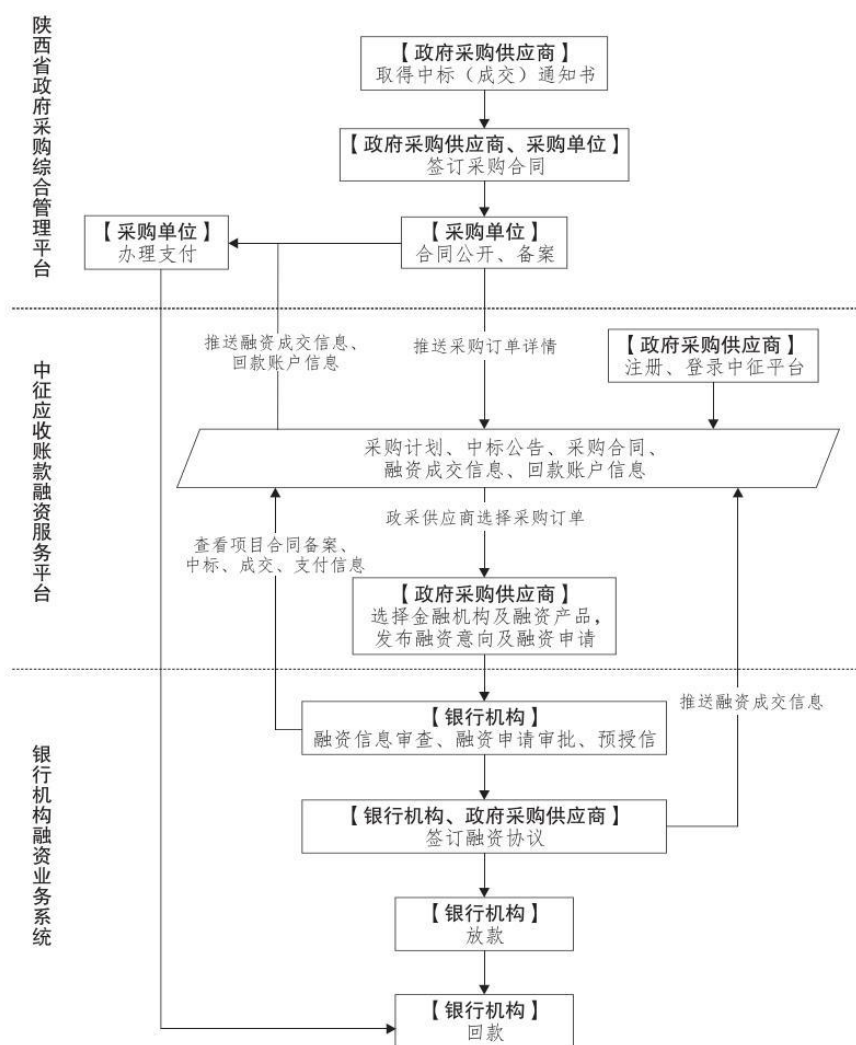 陕西省政府采购综合管理平台
【政府采购供应商】
取得中标（成交）通知书
【政府采购供应商、采购单位】
签订采购合同
【采购单位】
办理支付
【采购单位】
合同公开、备案
中征应收账款融资服务平台
推送融资成交信息、
回款账户信息
推送采购订单详情
【政府采购供应商】
注册、登录中征平台
采购计划、中标公告、采购合同、
融资成交信息、回款账户信息
政采供应商选择采购订单
查看项目合同备案、
中标、成交、支付信息
【政府采购供应商】
选择金融机构及融资产品，
发布融资意向及融资申请
银行机构融资业务系统
推送融资成交信息
【银行机构】
融资信息审查、融资申请审批、预授信
【银行机构、政府采购供应商】
签订融资协议
【银行机构】
放款
【银行机构】
回款